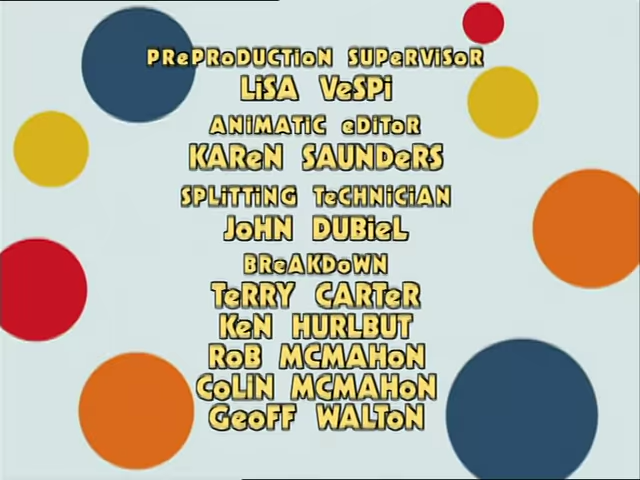 PRePRoDUCTioN SUPeRViSoR
LiSA VeSPi
ANiMATiC eDiToR
KAReN SAUNDeRS
SPLiTTiNG TeCHNiCiAN
JoHN DUBieL
BReAKDoWN
TeRRY CARTeR
KeN HURLBUT
RoB MCMAHoN
CoLiN MCMAHoN
GeoFF WALToN